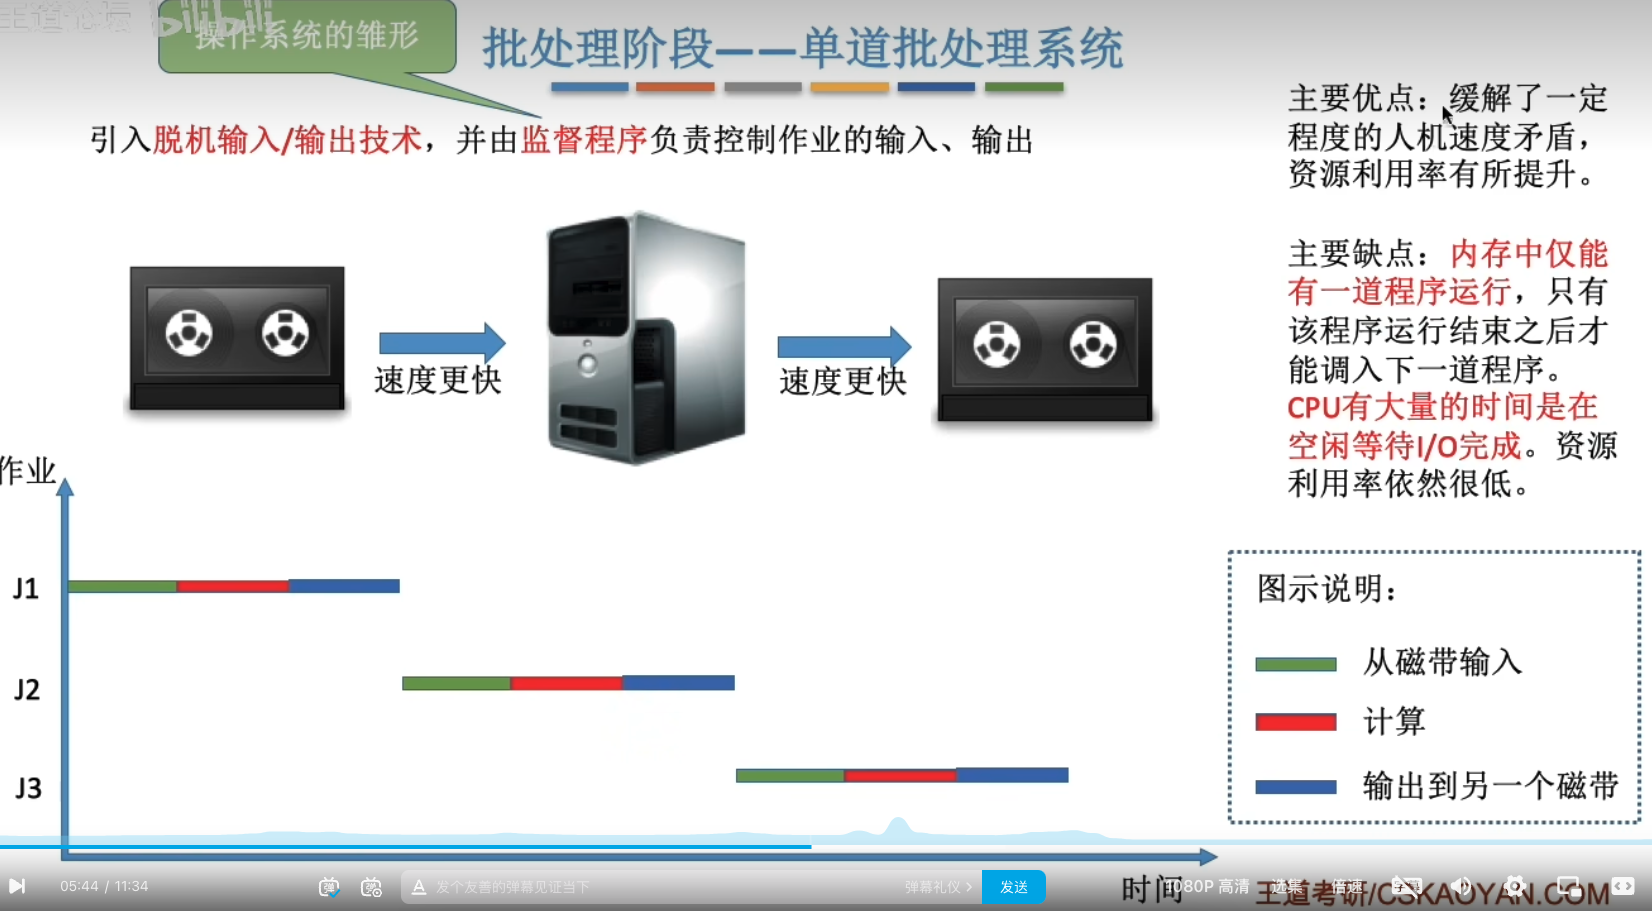 bilibili
操作系统的雏形
批处理阶段——单道批处理系统
引入脱机输入/输出技术，并由监督程序负责控制作业的输入、输出
主要优点：缓解了一定
程度的人机速度矛盾，
资源利用率有所提升。
主要缺点：内存中仅能
有一道程序运行，只有
该程序运行结束之后才
能调入下一道程序。
CPU有大量的时间是在
空闲等待I/O完成。资源
利用率依然很低。
速度更快
速度更快
作业
J1
J2
J3
时间
图示说明：
从磁带输入
计算
输出到另一个磁带
05:44 / 11:34
发个友善的弹幕见证当下
弹幕礼仪 >
发送
1080P 高清
选集
倍速
王道考研/CSKAOYAN.COM